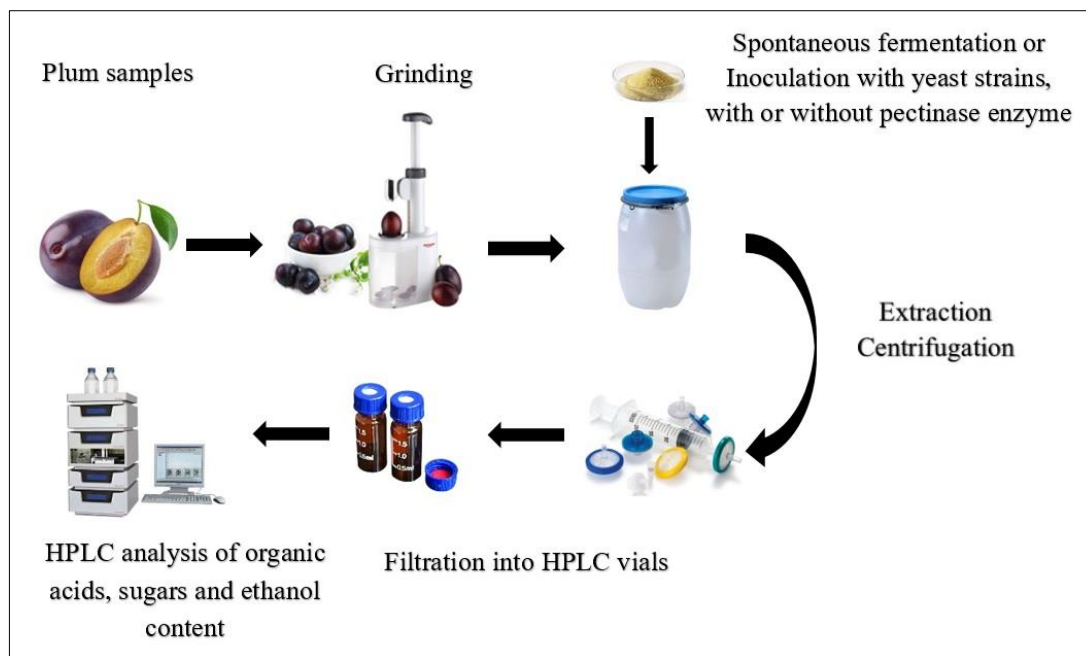 Plum samples
Grinding
Spontaneous fermentation or
Inoculation with yeast strains,
with or without pectinase enzyme
Extraction
Centrifugation
Filtration into HPLC vials
HPLC analysis of organic
acids, sugars and ethanol
content